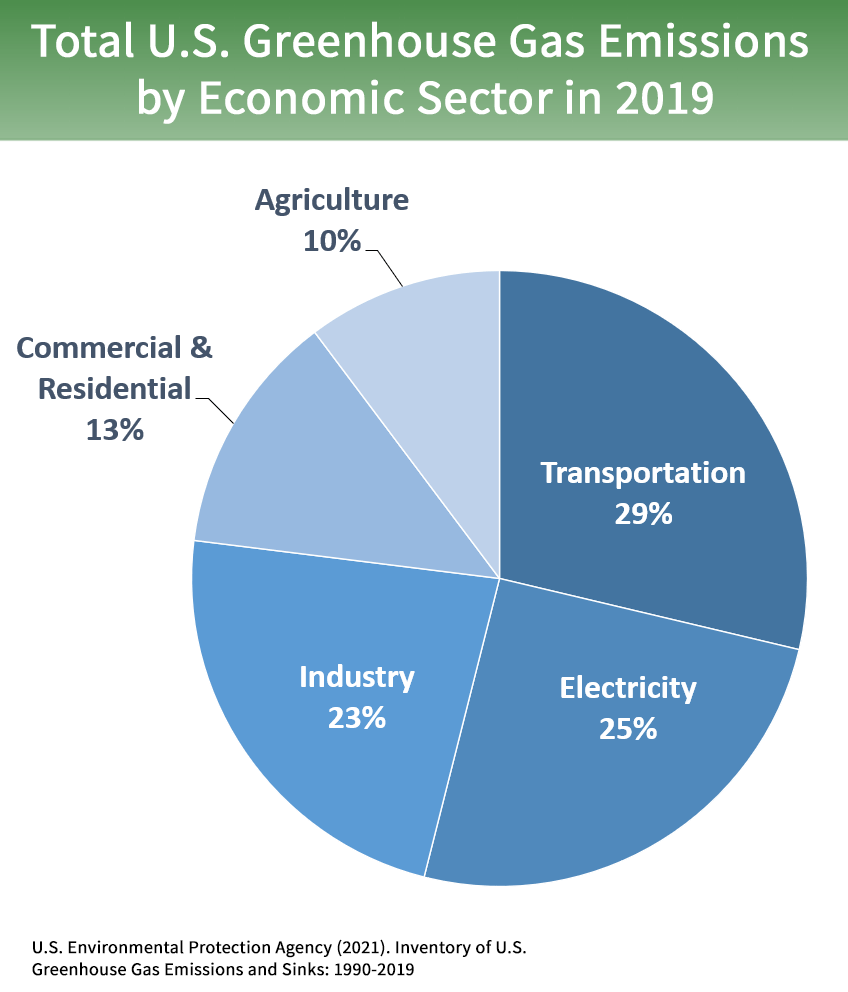 Total U.S. Greenhouse Gas Emissions
by Economic Sector in 2019
Agriculture
10%
Commercial &
Residential
13%
Transportation
29%
Industry
23%
Electricity
25%
U.S. Environmental Protection Agency (2021). Inventory of U.S.
Greenhouse Gas Emissions and Sinks: 1990-2019